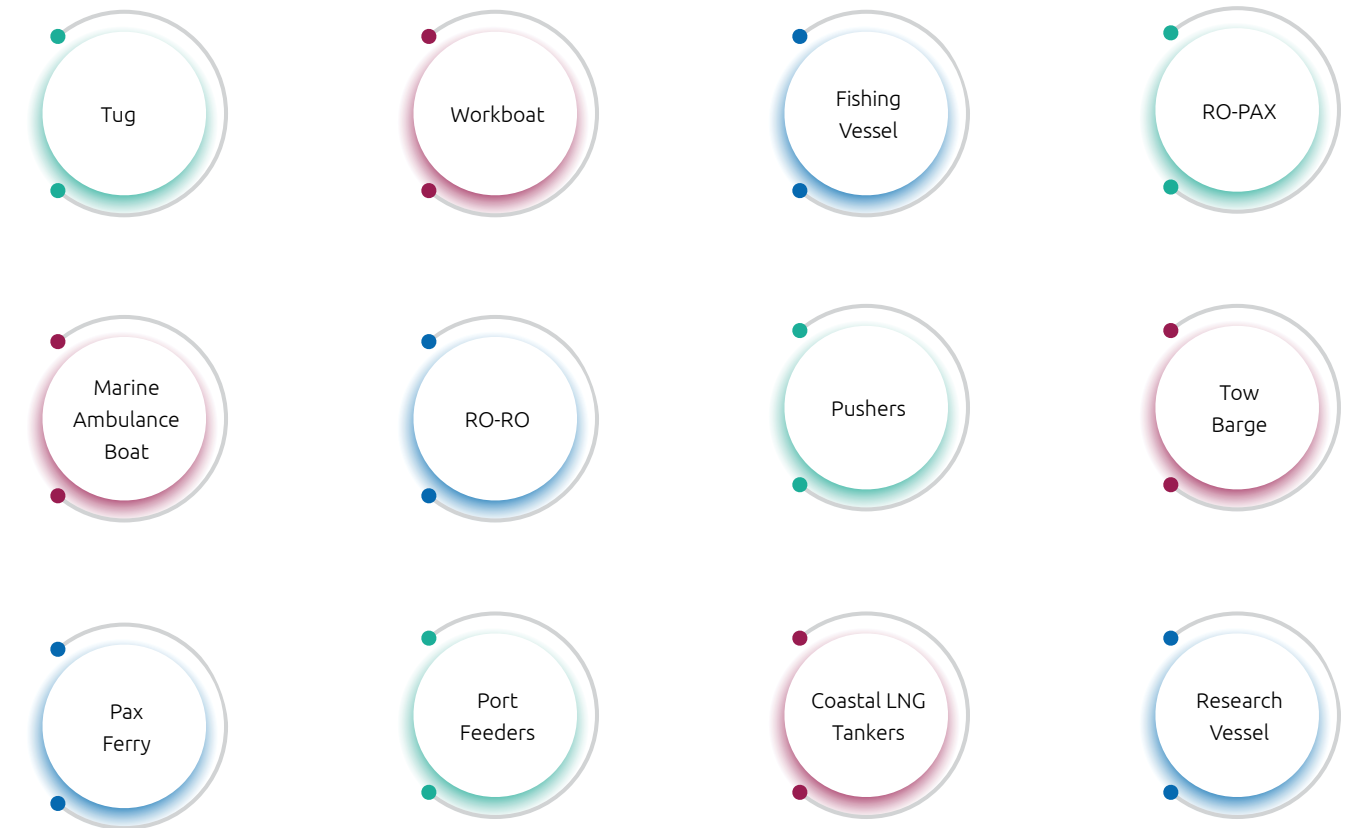 Tug
Workboat
Fishing
Vessel
RO-PAX
Marine
Ambulance
Boat
RO-RO
Pushers
Tow
Barge
Pax
Ferry
Port
Feeders
Coastal LNG
Tankers
Research
Vessel